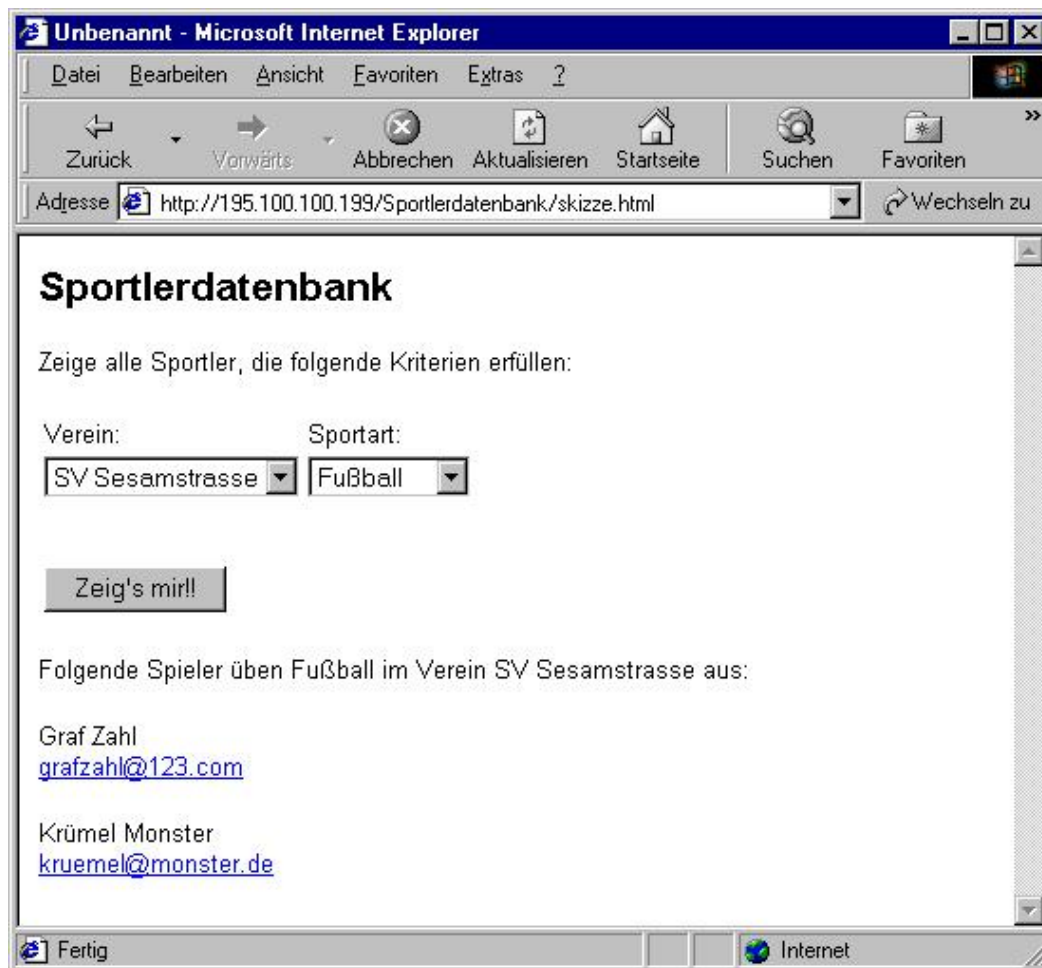 Unbenannt - Microsoft Internet Explorer
Datei Bearbeiten Ansicht Favoriten Extras ?
Zurück Vorwärts Abbrechen Aktualisieren Startseite Suchen Favoriten »
Adresse http://195.100.100.199/Sportlerdatenbank/skizze.html Wechseln zu
Sportlerdatenbank
Zeige alle Sportler, die folgende Kriterien erfüllen:
Verein: Sportart:
SV Sesamstrasse Fußball
Zeig's mir!!
Folgende Spieler üben Fußball im Verein SV Sesamstrasse aus:
Graf Zahl
grafzahl@123.com
Krümel Monster
kruemel@monster.de
Fertig Internet